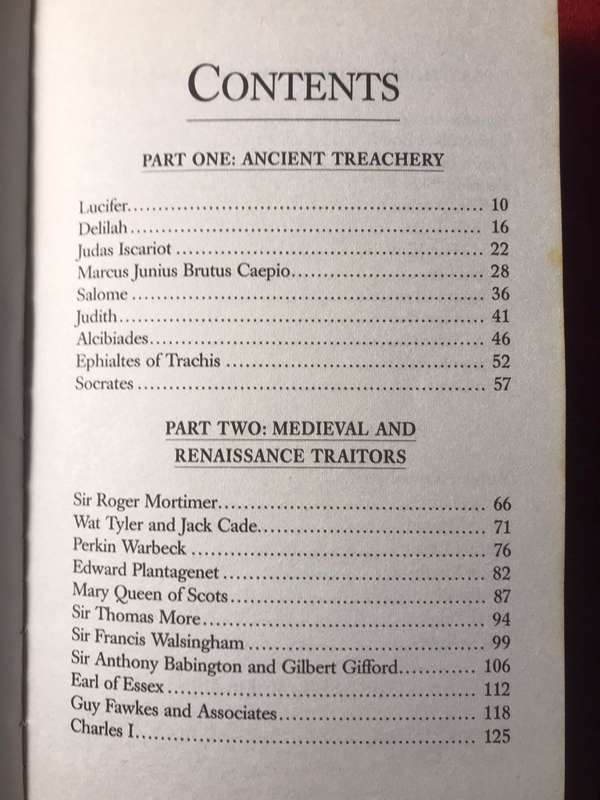 CONTENTS
PART ONE: ANCIENT TREACHERY
Lucifer.................................................... 10
Delilah.................................................... 16
Judas Iscariot .............................................. 22
Marcus Junius Brutus Caepio............................. 28
Salome .................................................... 36
Judith...................................................... 41
Alcibiades.................................................. 46
Ephialtes of Trachis ...................................... 52
Socrates ................................................... 57
PART TWO: MEDIEVAL AND
RENAISSANCE TRAITORS
Sir Roger Mortimer........................................ 66
Wat Tyler and Jack Cade.................................. 71
Perkin Warbeck ........................................... 76
Edward Plantagenet ....................................... 82
Mary Queen of Scots...................................... 87
Sir Thomas More.......................................... 94
Sir Francis Walsingham ................................... 99
Sir Anthony Babington and Gilbert Gifford............ 106
Earl of Essex .............................................. 112
Guy Fawkes and Associates............................... 118
Charles I................................................... 125